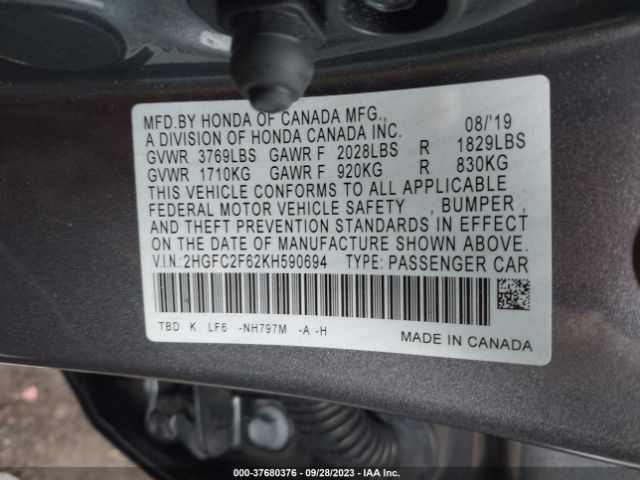 MFD.BY HONDA OF CANADA MFG., 08/'19
A DIVISION OF HONDA CANADA INC.
GVWR 3769LBS GAWR F 2028LBS R 1829LBS
GVWR 1710KG GAWR F 920KG R 830KG
THIS VEHICLE CONFORMS TO ALL APPLICABLE
FEDERAL MOTOR VEHICLE SAFETY , BUMPER ,
AND THEFT PREVENTION STANDARDS IN EFFECT
ON THE DATE OF MANUFACTURE SHOWN ABOVE.
V.I.N.:2HGFC2F62KH590694 TYPE: PASSENGER CAR
TBD K LF6 -NH797M -A -H
MADE IN CANADA
000-37680376 | 09/28/2023 | IAA Inc.